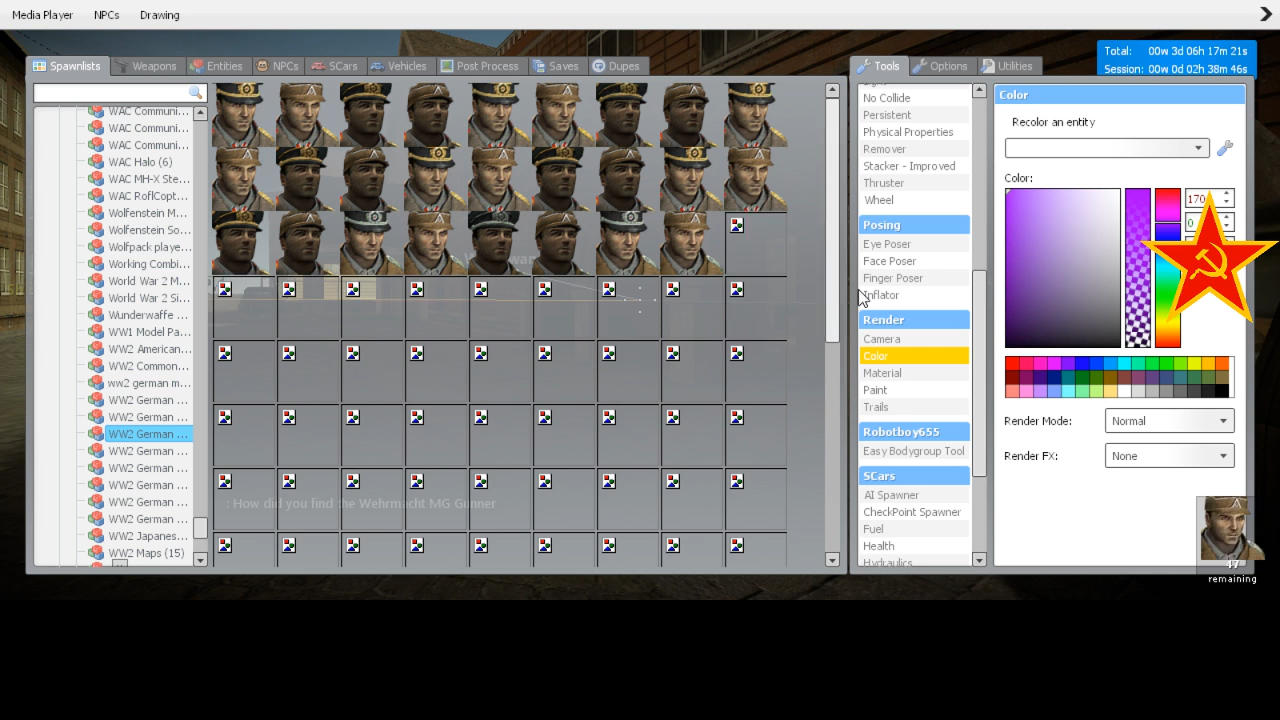 Media Player NPCs Drawing
Total: 00w 3d 06h 17m 21s
Session: 00w 0d 02h 38m 46s
Spawnlists Weapons Entities NPCs SCars Vehicles Post Process Saves Dupes
Tools Options Utilities
WAC Communi...
WAC Communi...
WAC Communi...
WAC Halo (6)
WAC MH-X Ste...
WAC RoflCopt...
Wolfenstein M...
Wolfenstein So...
Wolfpack playe...
Working Combi...
World War 2 M...
World War 2 Si...
Wunderwaffe ...
WW1 Model Pa...
WW2 American...
WW2 Common...
ww2 german m...
WW2 German ...
WW2 German ...
WW2 German ...
WW2 German ...
WW2 German ...
WW2 German ...
WW2 German ...
WW2 German ...
WW2 Japanes...
WW2 Maps (15)
: How did you find the Wehrmacht MG Gunner
No Collide
Persistent
Physical Properties
Remover
Stacker - Improved
Thruster
Wheel
Posing
Eye Poser
Face Poser
Finger Poser
Inflator
Render
Camera
Color
Material
Paint
Trails
Robotboy655
Easy Bodygroup Tool
SCars
AI Spawner
CheckPoint Spawner
Fuel
Health
Hydraulics
Color
Recolor an entity
Color:
170
0
Render Mode: Normal
Render FX: None
47
remaining